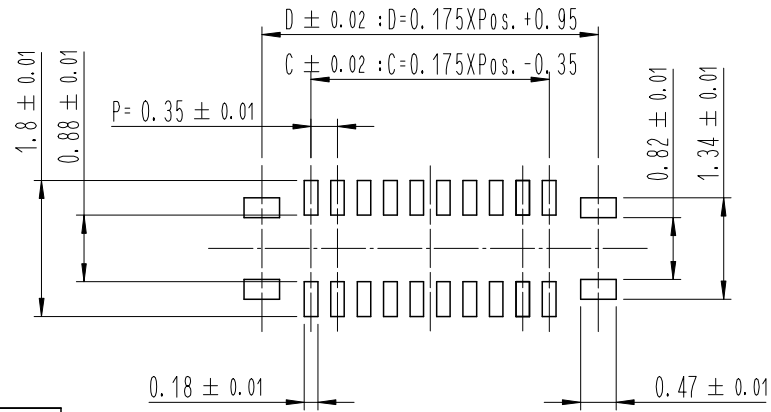 D ± 0.02 :D=0.175XPos.+0.95
C ± 0.02 :C=0.175XPos.-0.35
P= 0.35 ± 0.01
1.8 ± 0.01
0.88 ± 0.01
0.82 ± 0.01
1.34 ± 0.01
0.18 ± 0.01
0.47 ± 0.01